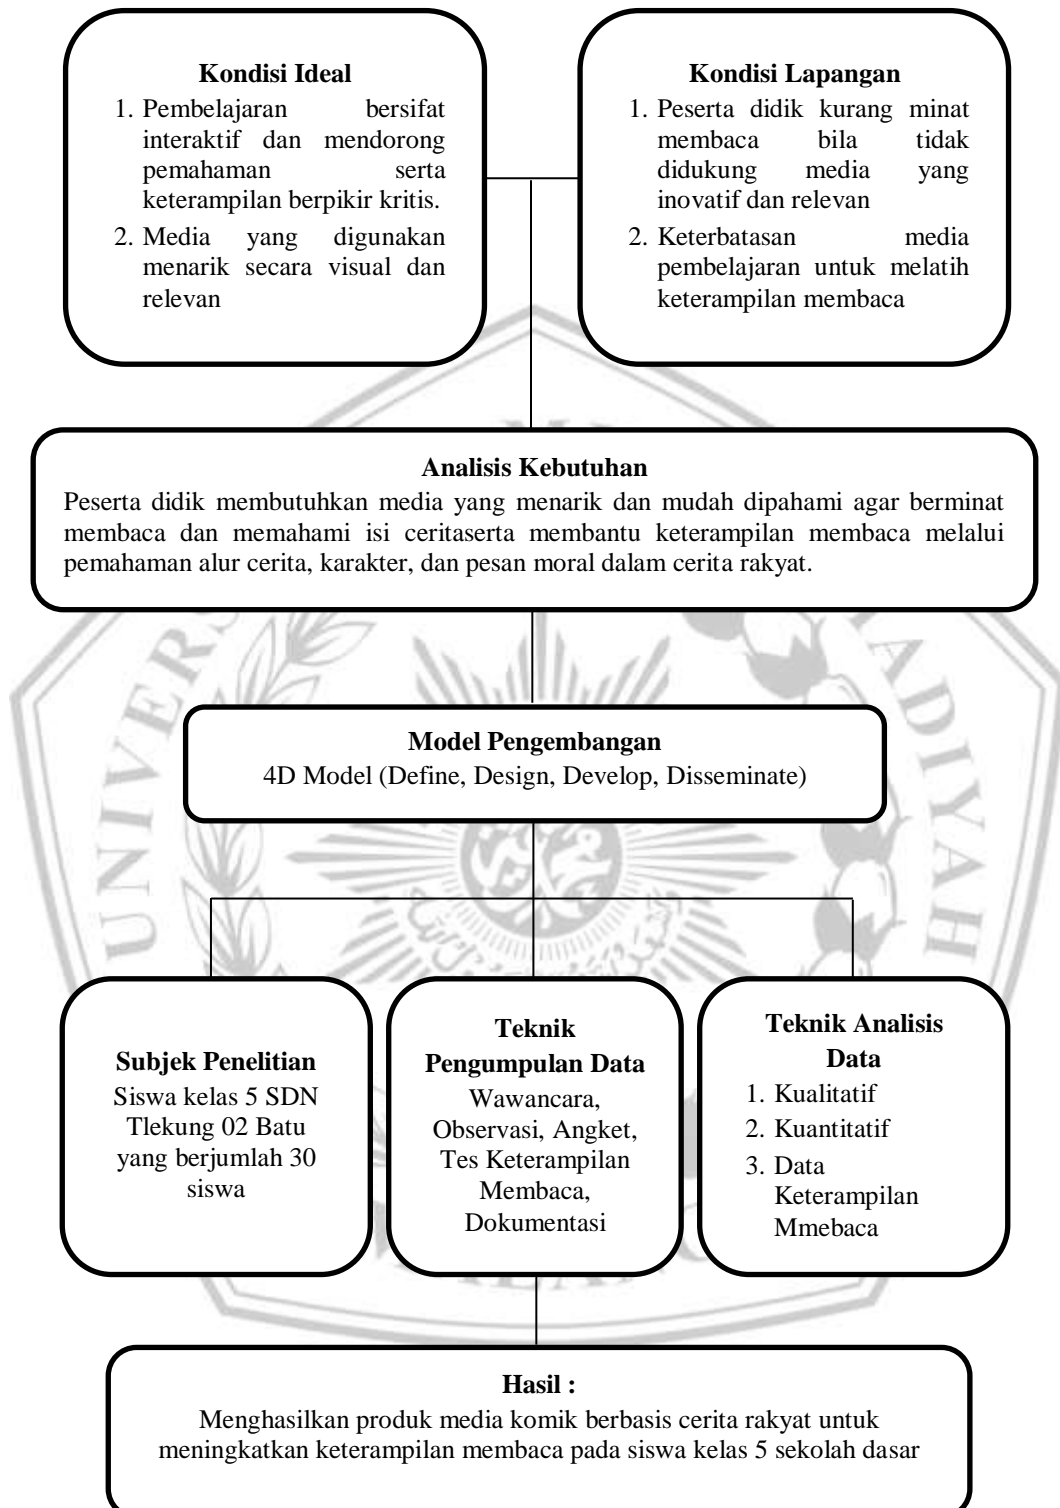 Kondisi Ideal
1. Pembelajaran bersifat
interaktif dan mendorong
pemahaman serta
keterampilan berpikir kritis.
2. Media yang digunakan
menarik secara visual dan
relevan
Kondisi Lapangan
1. Peserta didik kurang minat
membaca bila tidak
didukung media yang
inovatif dan relevan
2. Keterbatasan media
pembelajaran untuk melatih
keterampilan membaca
Analisis Kebutuhan
Peserta didik membutuhkan media yang menarik dan mudah dipahami agar berminat
membaca dan memahami isi ceritaserta membantu keterampilan membaca melalui
pemahaman alur cerita, karakter, dan pesan moral dalam cerita rakyat.
Model Pengembangan
4D Model (Define, Design, Develop, Disseminate)
Subjek Penelitian
Siswa kelas 5 SDN
Tlekung 02 Batu
yang berjumlah 30
siswa
Teknik
Pengumpulan Data
Wawancara,
Observasi, Angket,
Tes Keterampilan
Membaca,
Dokumentasi
Teknik Analisis
Data
1. Kualitatif
2. Kuantitatif
3. Data
Keterampilan
Mmebaca
Hasil :
Menghasilkan produk media komik berbasis cerita rakyat untuk
meningkatkan keterampilan membaca pada siswa kelas 5 sekolah dasar